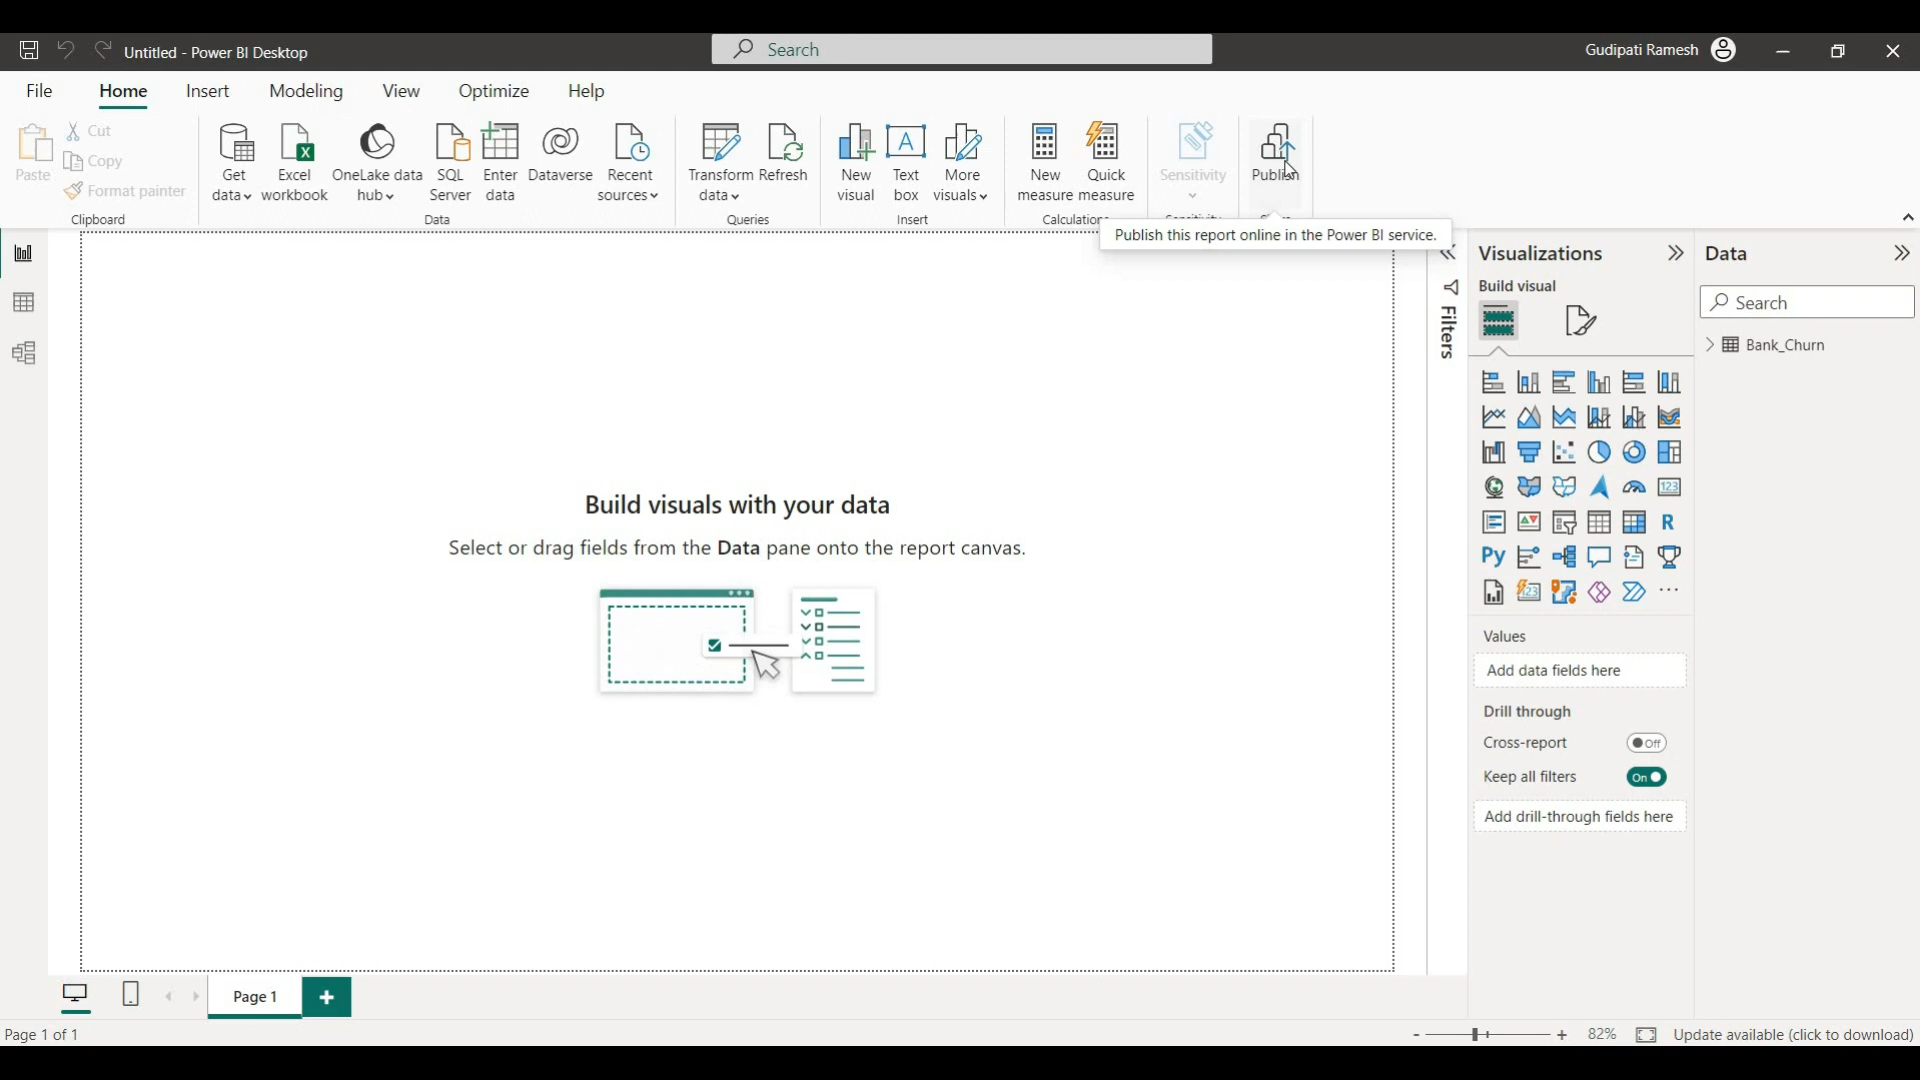 Untitled - Power BI Desktop
Search
Gudipati Ramesh
File
Home
Insert
Modeling
View
Optimize
Help
Paste
Cut
Copy
Format painter
Clipboard
Get data
Excel workbook
OneLake data hub
SQL Server
Enter data
Dataverse
Recent sources
Data
Transform data
Refresh
Queries
New visual
Text box
More visuals
Insert
New measure
Quick measure
Calculations
Sensitivity
Publish
Publish this report online in the Power BI service.
Build visuals with your data
Select or drag fields from the Data pane onto the report canvas.
Filters
Visualizations
Build visual
R
Py
123
Values
Add data fields here
Drill through
Cross-report
Off
Keep all filters
On
Add drill-through fields here
Data
Search
Bank_Churn
Page 1
Page 1 of 1
82%
Update available (click to download)